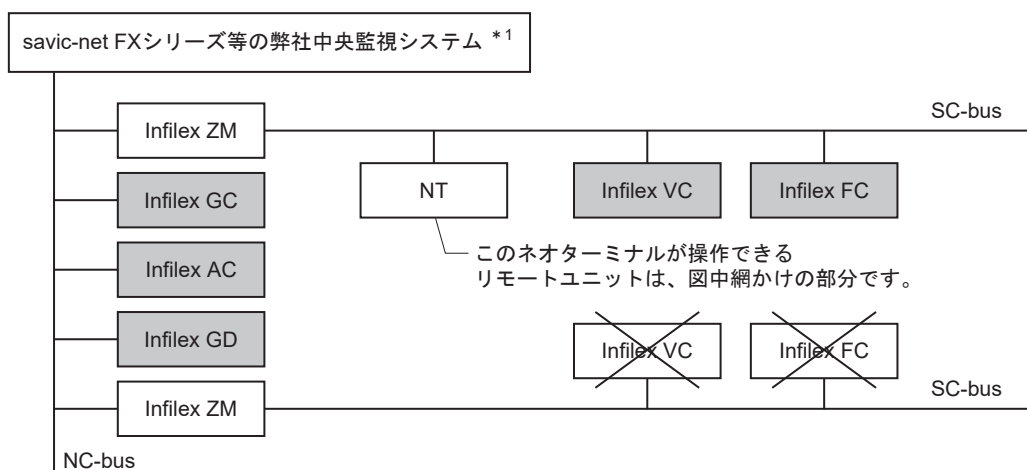 savic-net FXシリーズ等の弊社中央監視システム *1
Infilex ZM
SC-bus
Infilex GC
NT
Infilex VC
Infilex FC
Infilex AC
このネオターミナルが操作できる
リモートユニットは、図中網かけの部分です。
Infilex GD
Infilex VC
Infilex FC
Infilex ZM
SC-bus
NC-bus